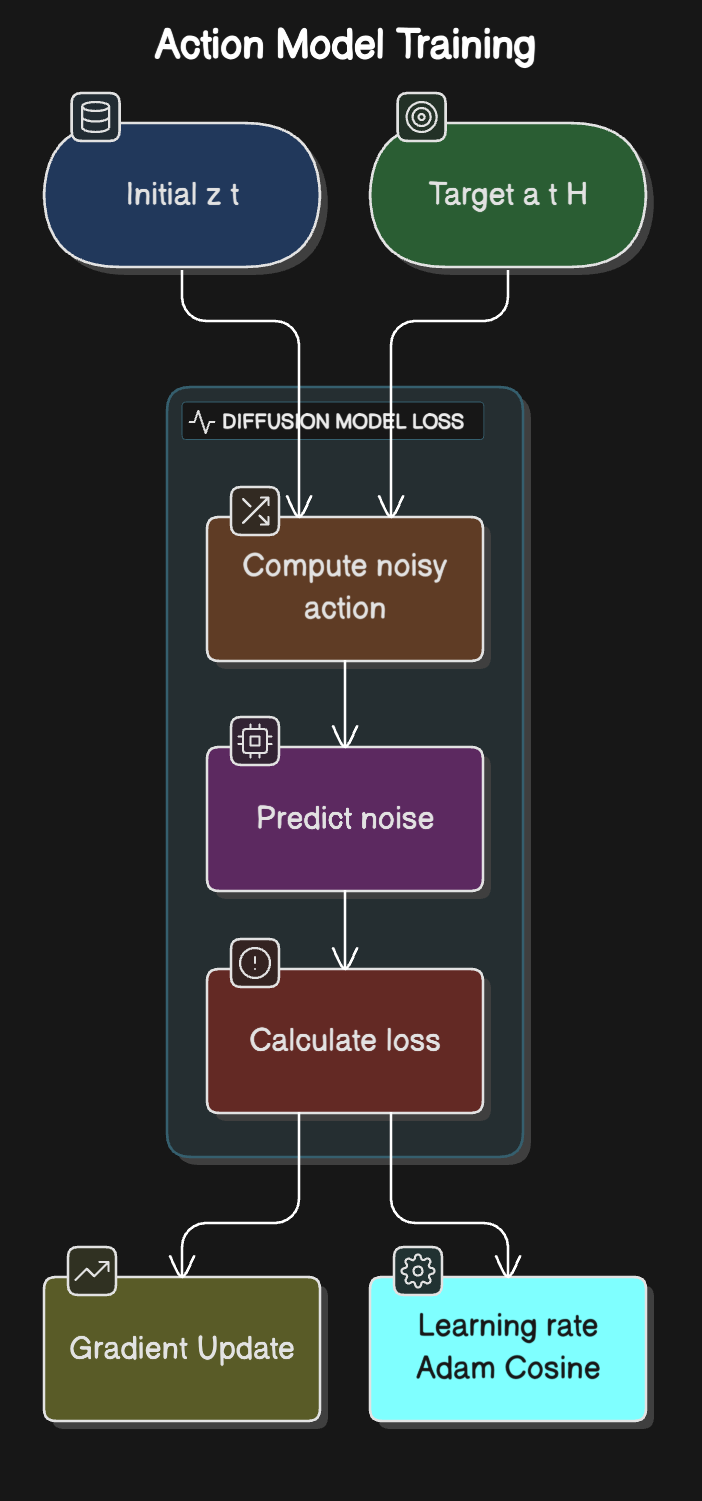 Action Model Training
Initial z t
Target a t H
DIFFUSION MODEL LOSS
Compute noisy
action
Predict noise
Calculate loss
Gradient Update
Learning rate
Adam Cosine